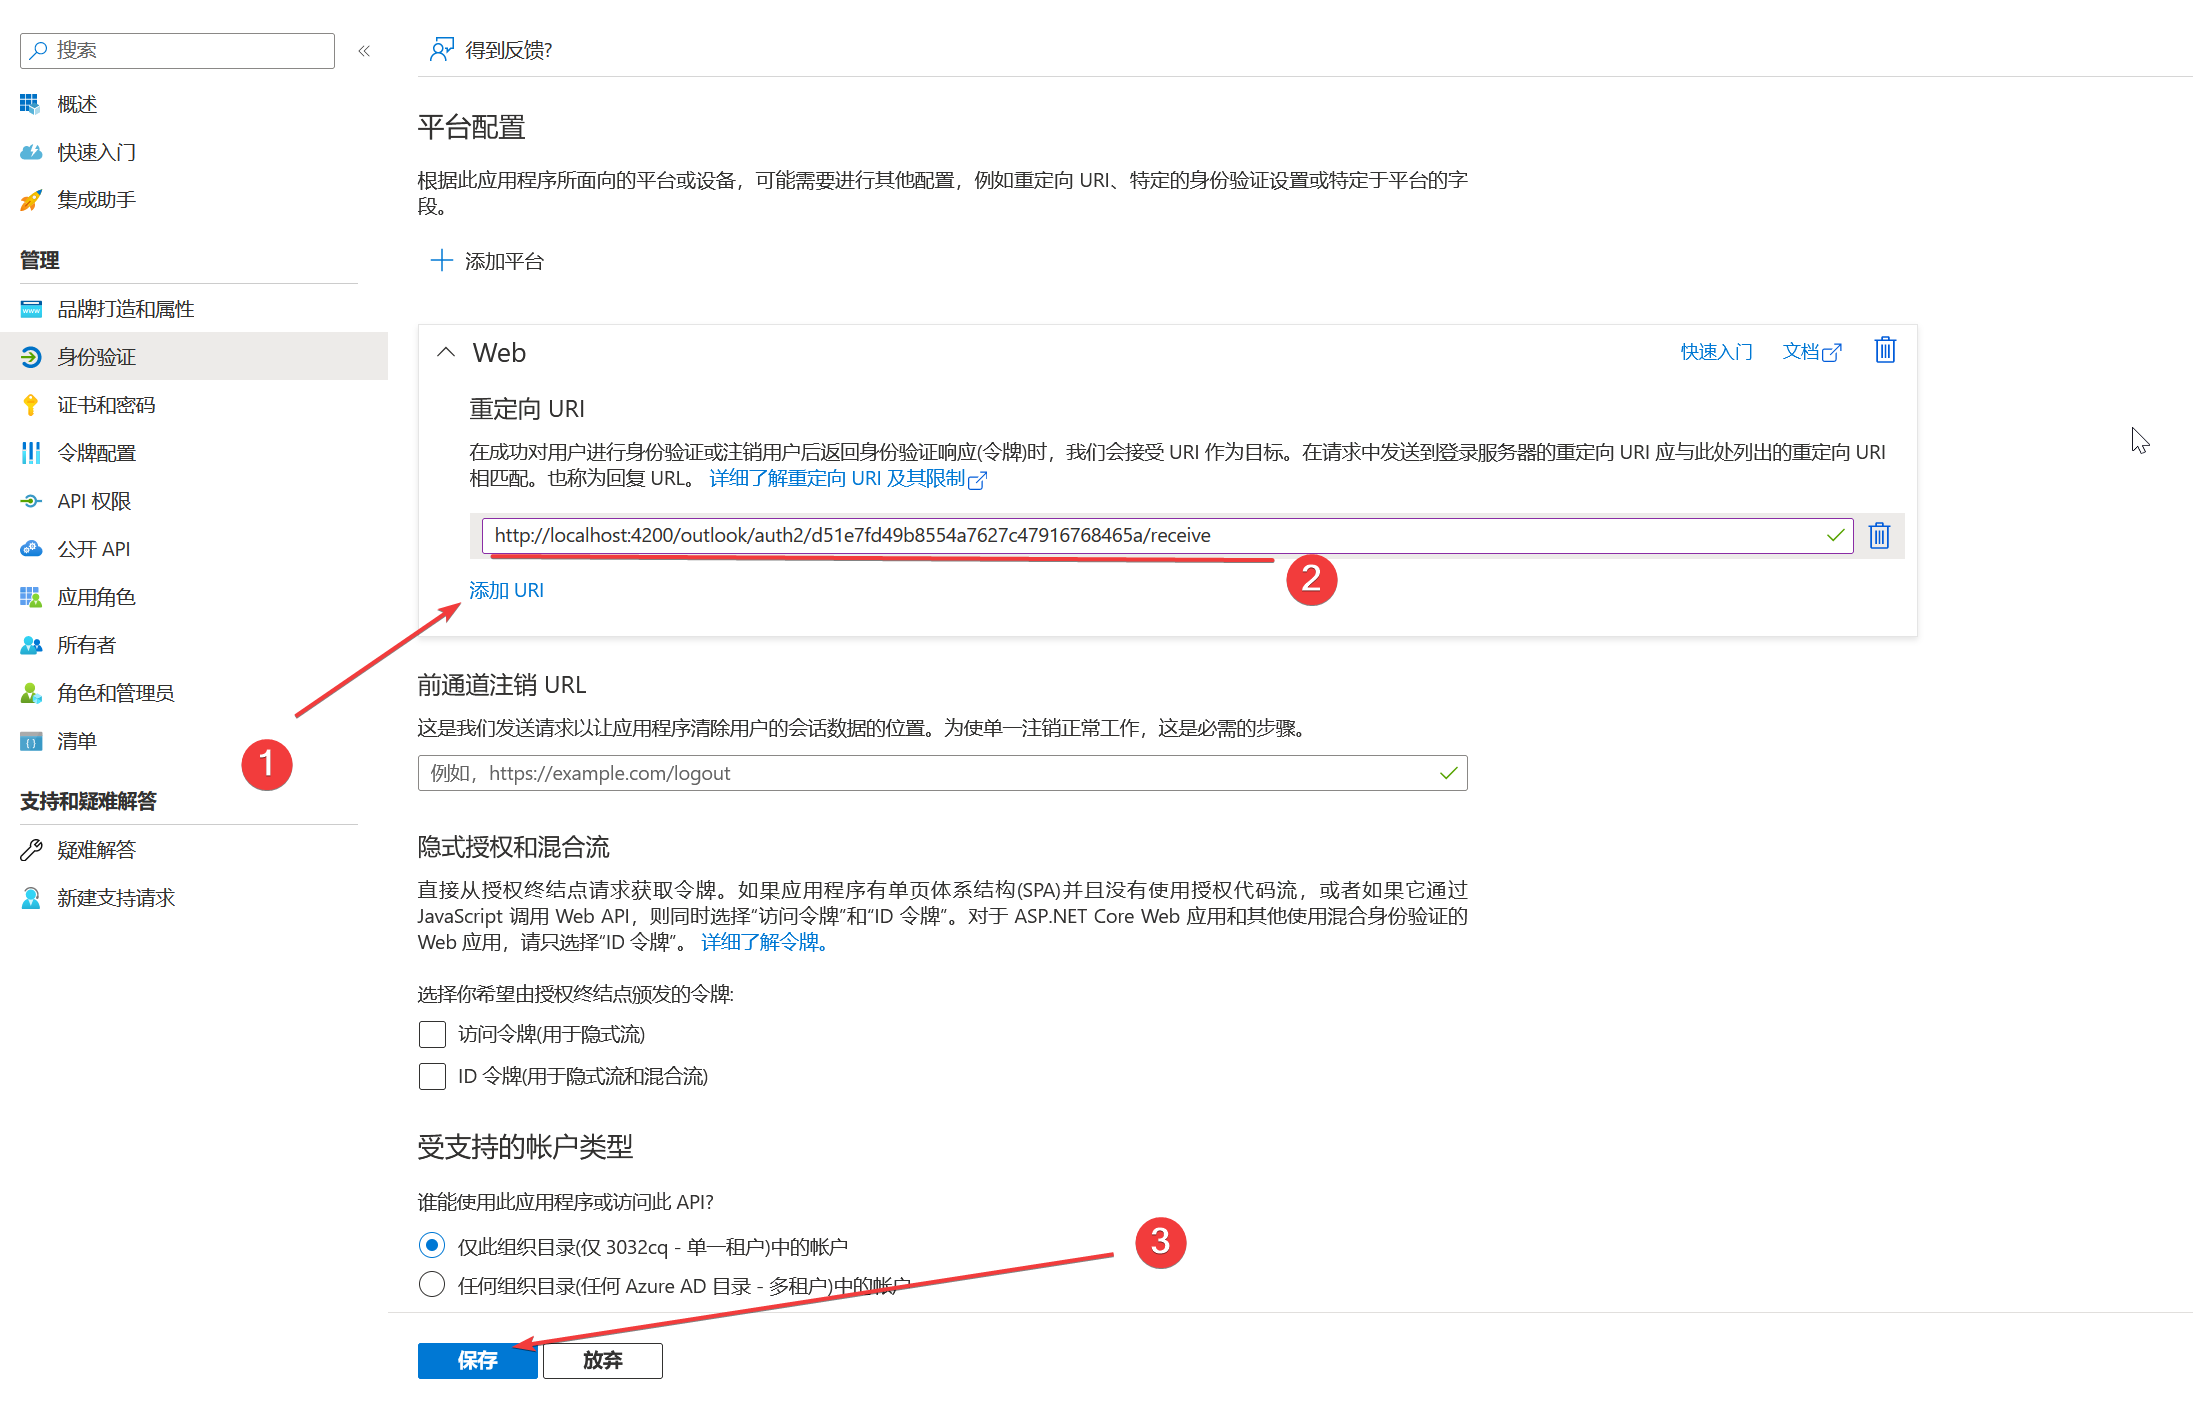 搜索
«
得到反馈?
概述
快速入门
集成助手
管理
品牌打造和属性
身份验证
证书和密码
令牌配置
API 权限
公开 API
应用角色
所有者
角色和管理员
清单
支持和疑难解答
疑难解答
新建支持请求
平台配置
根据此应用程序所面向的平台或设备，可能需要进行其他配置，例如重定向 URI、特定的身份验证设置或特定于平台的字
段。
添加平台
Web
快速入门
文档
重定向 URI
在成功对用户进行身份验证或注销用户后返回身份验证响应(令牌)时，我们会接受 URI 作为目标。在请求中发送到登录服务器的重定向 URI 应与此处列出的重定向 URI
相匹配。也称为回复 URL。 详细了解重定向 URI 及其限制
http://localhost:4200/outlook/auth2/d51e7fd49b8554a7627c47916768465a/receive
2
添加 URI
1
前通道注销 URL
这是我们发送请求以让应用程序清除用户的会话数据的位置。为使单一注销正常工作，这是必需的步骤。
例如，https://example.com/logout
隐式授权和混合流
直接从授权终结点请求获取令牌。如果应用程序有单页体系结构(SPA)并且没有使用授权代码流，或者如果它通过
JavaScript 调用 Web API，则同时选择“访问令牌”和“ID 令牌”。对于 ASP.NET Core Web 应用和其他使用混合身份验证的
Web 应用，请只选择“ID 令牌”。 详细了解令牌。
选择你希望由授权终结点颁发的令牌:
访问令牌(用于隐式流)
ID 令牌(用于隐式流和混合流)
受支持的帐户类型
谁能使用此应用程序或访问此 API?
仅此组织目录(仅 3032cq - 单一租户)中的帐户
3
任何组织目录(任何 Azure AD 目录 - 多租户)中的帐户
保存
放弃